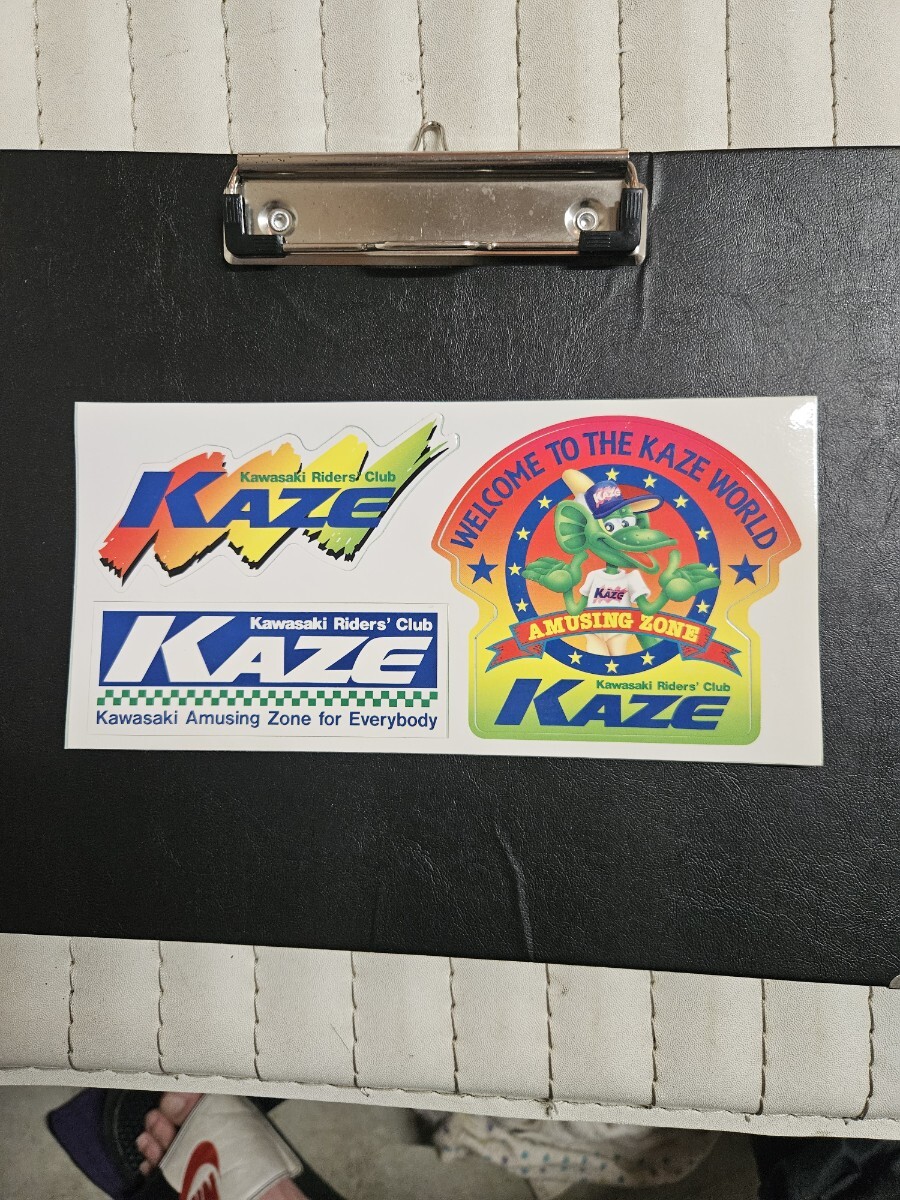 Kawasaki Riders' Club
KAZE
Kawasaki Riders' Club
KAZE
Kawasaki Amusing Zone for Everybody
WELCOME TO THE KAZE WORLD
KAZE
KAZE
AMUSING ZONE
Kawasaki Riders' Club
KAZE